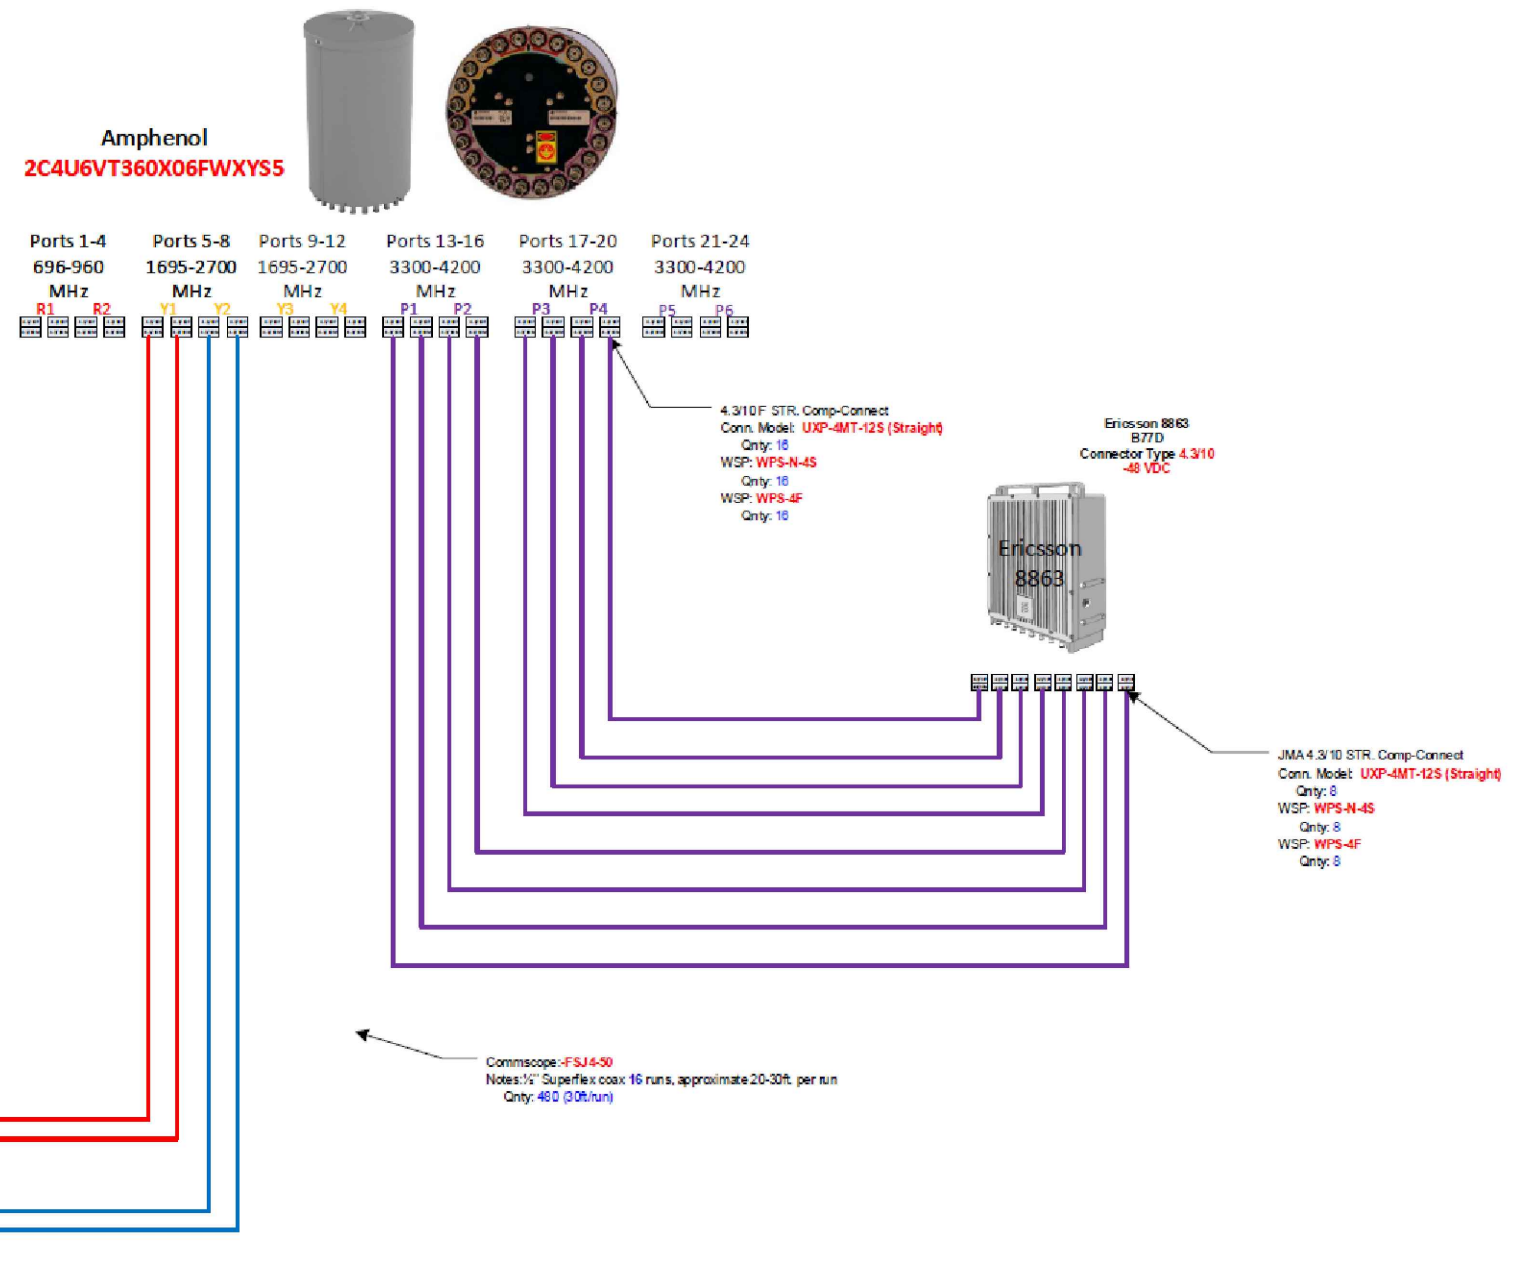 Amphenol
2C4U6VT360X06FWXYS5
Ports 1-4
696-960
MHz
R1 R2
Ports 5-8
1695-2700
MHz
Y1 Y2
Ports 9-12
1695-2700
MHz
Y3 Y4
Ports 13-16
3300-4200
MHz
P1 P2
Ports 17-20
3300-4200
MHz
P3 P4
Ports 21-24
3300-4200
MHz
P5 P6
4.3/10 F STR. Comp-Connect
Conn. Model: UXP-4MT-12S (Straight)
Qnty: 16
WSP: WPS-N-4S
Qnty: 16
WSP: WPS-4F
Qnty: 16
Ericsson 8863
B77D
Connector Type 4.3/10
-48 VDC
Ericsson
8863
JMA 4.3/10 STR. Comp-Connect
Conn. Model: UXP-4MT-12S (Straight)
Qnty: 8
WSP: WPS-N-4S
Qnty: 8
WSP: WPS-4F
Qnty: 8
Commscope:-FSJ4-50
Notes:½" Superflex coax 16 runs, approximate 20-30ft. per run
Qnty: 480 (30ft/run)